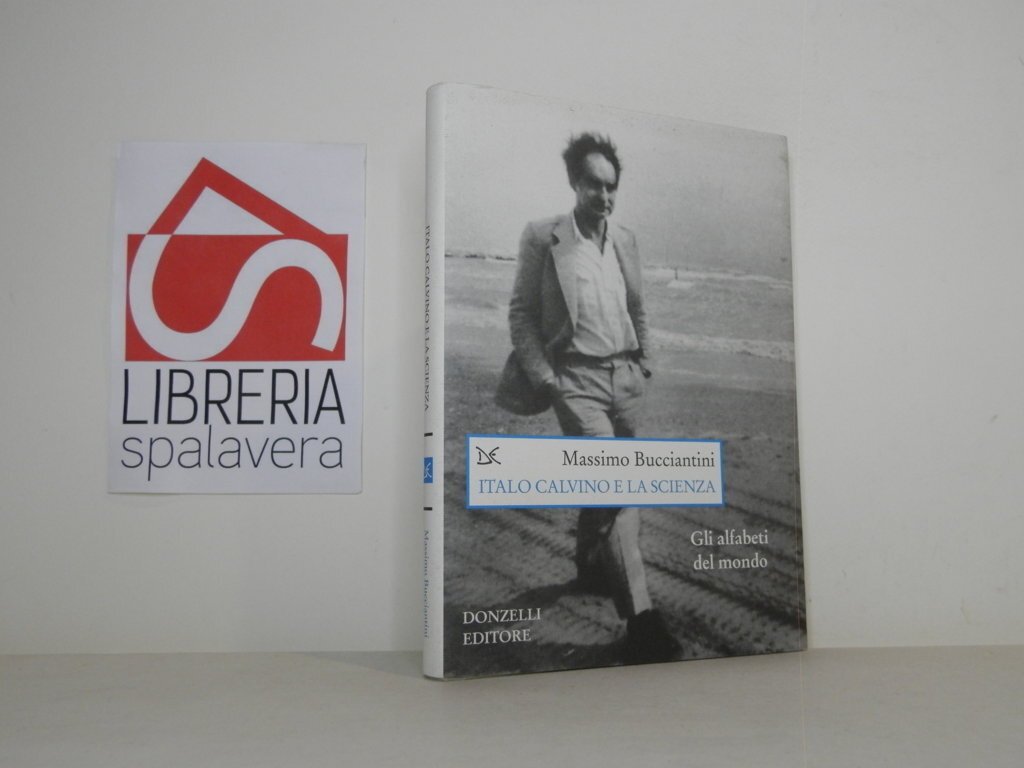 LIBRERIA
spalavera
ITALO CALVINO E LA SCIENZA
Massimo Bucciantini
Massimo Bucciantini
ITALO CALVINO E LA SCIENZA
Gli alfabeti
del mondo
DONZELLI
EDITORE